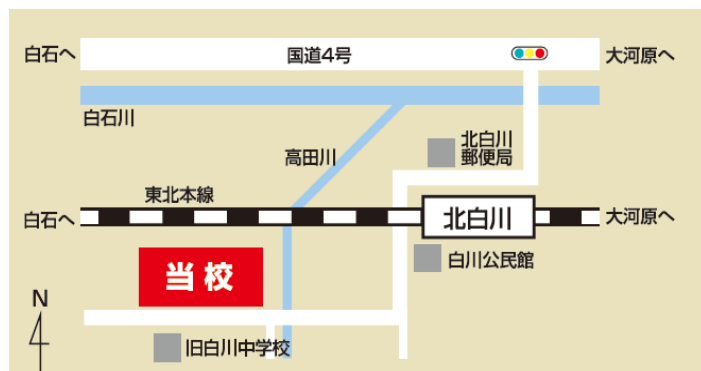 白石へ
国道4号
大河原へ
白石川
高田川
北白川
郵便局
東北本線
白石へ
北白川
大河原へ
白川公民館
当校
N
旧白川中学校